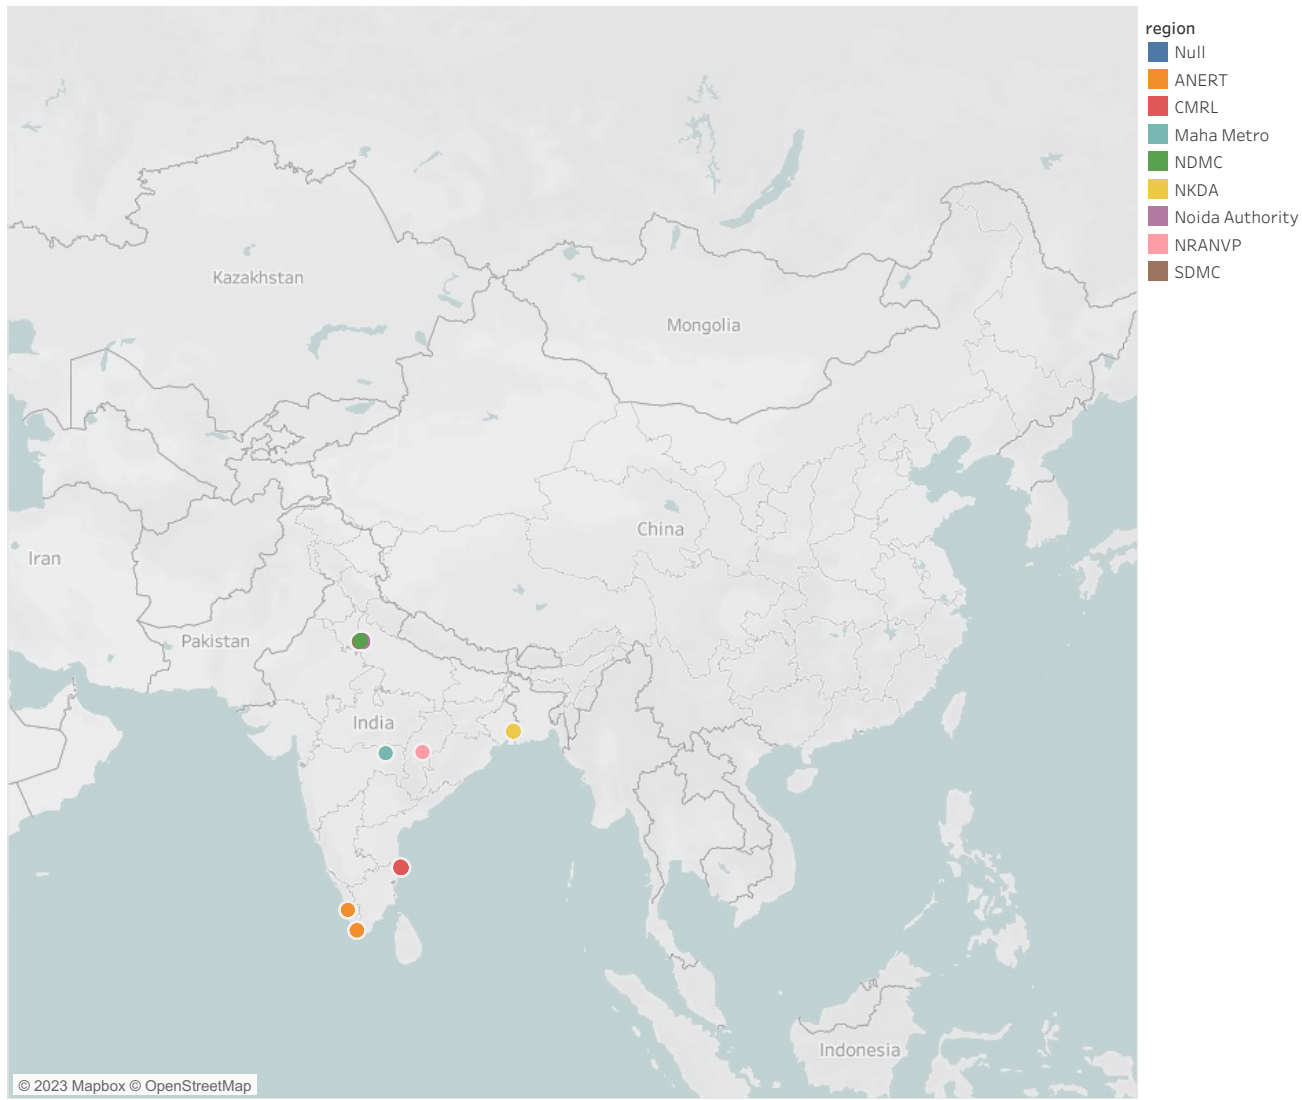 region
Null
ANERT
CMRL
Maha Metro
NDMC
NKDA
Noida Authority
NRANVP
SDMC
Kazakhstan
Mongolia
China
Iran
Pakistan
India
Indonesia
© 2023 Mapbox © OpenStreetMap